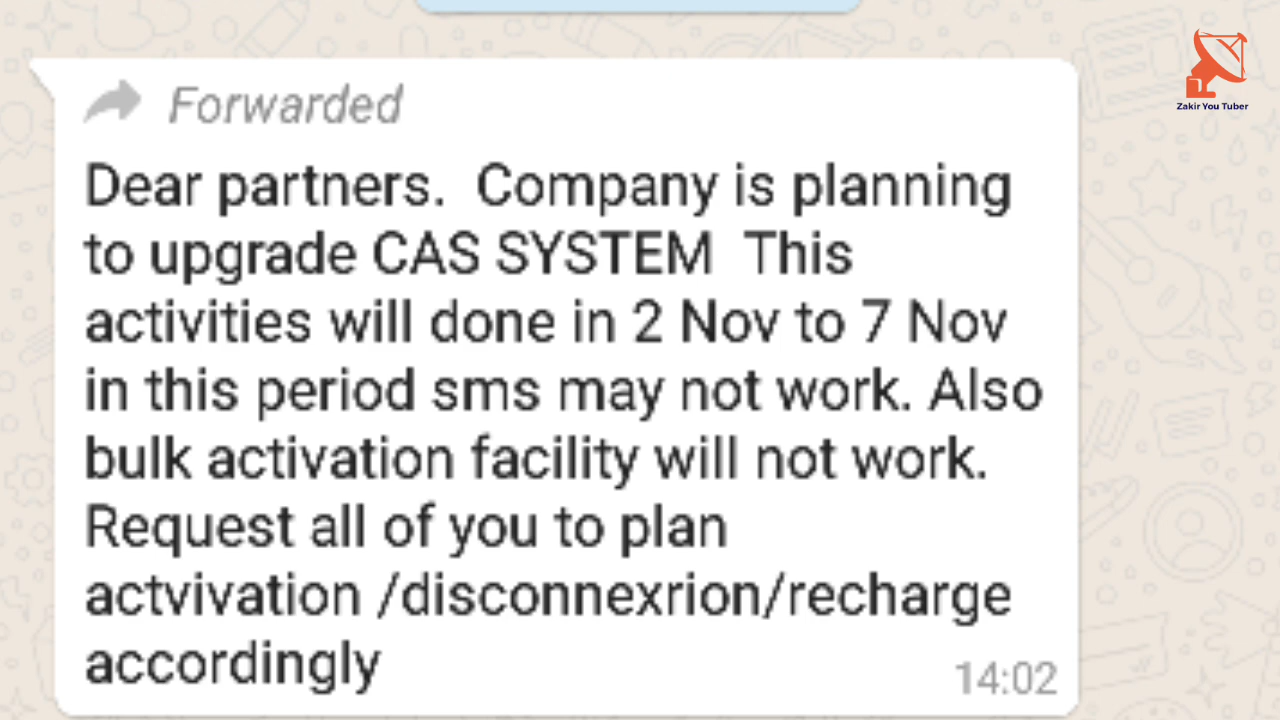 Zakir You Tuber
Forwarded
Dear partners.  Company is planning
to upgrade CAS SYSTEM  This
activities will done in 2 Nov to 7 Nov
in this period sms may not work. Also
bulk activation facility will not work.
Request all of you to plan
actvivation /disconnexrion/recharge
accordingly
14:02